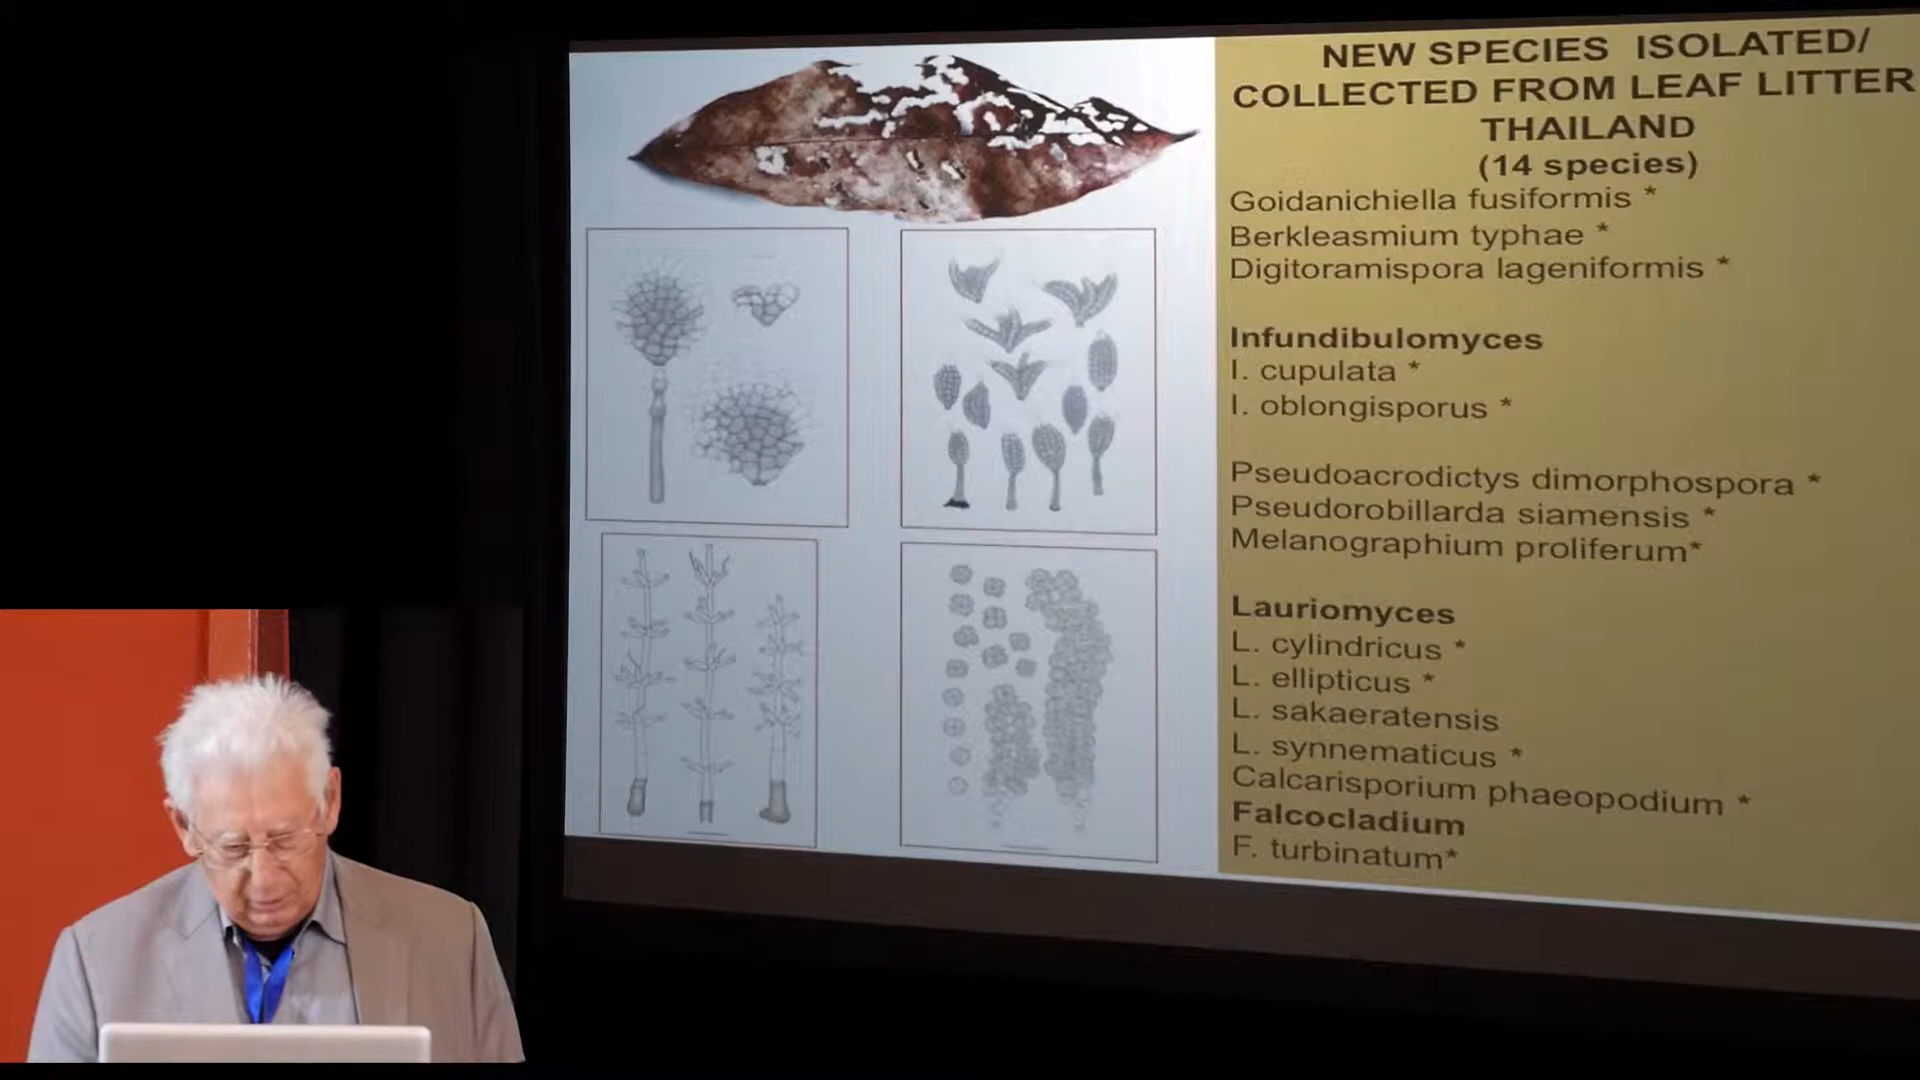 NEW SPECIES ISOLATED/
COLLECTED FROM LEAF LITTER
THAILAND
(14 species)
Goidanichiella fusiformis *
Berkleasmium typhae *
Digitoramispora lageniformis *
Infundibulomyces
I. cupulata *
I. oblongisporus *
Pseudoacrodictys dimorphospora *
Pseudorobillarda siamensis *
Melanographium proliferum*
Lauriomyces
L. cylindricus *
L. ellipticus *
L. sakaeratensis
L. synnematicus *
Calcarisporium phaeopodium *
Falcocladium
F. turbinatum*